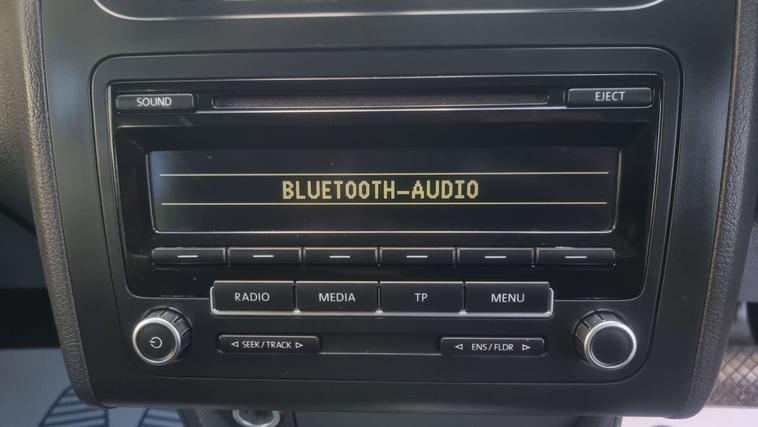 SOUND
EJECT
BLUETOOTH-AUDIO
RADIO MEDIA TP MENU
SEEK / TRACK
ENS / FLDR